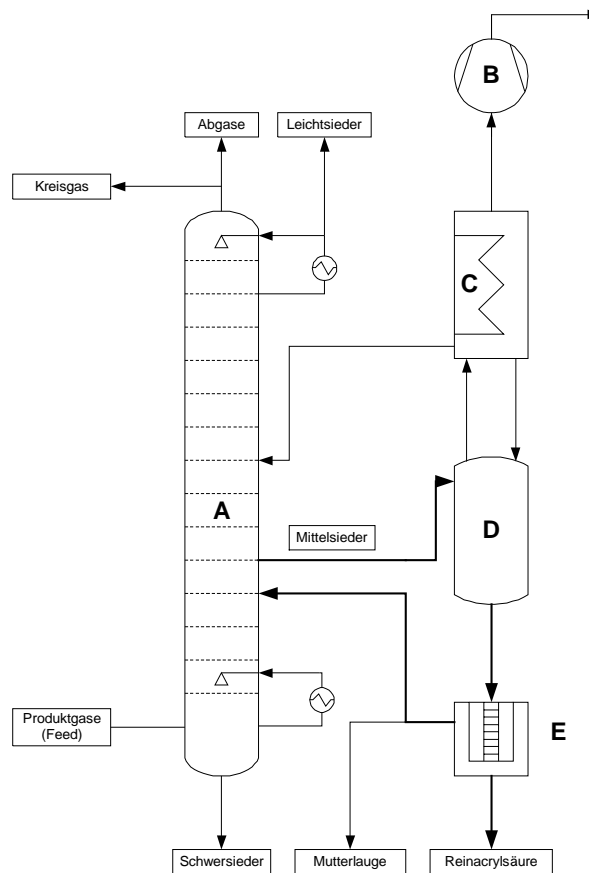 B
Abgase
Leichtsieder
Kreisgas
C
A
Mittelsieder
D
Produktgase
(Feed)
E
Schwersieder
Mutterlauge
Reinacrylsäure